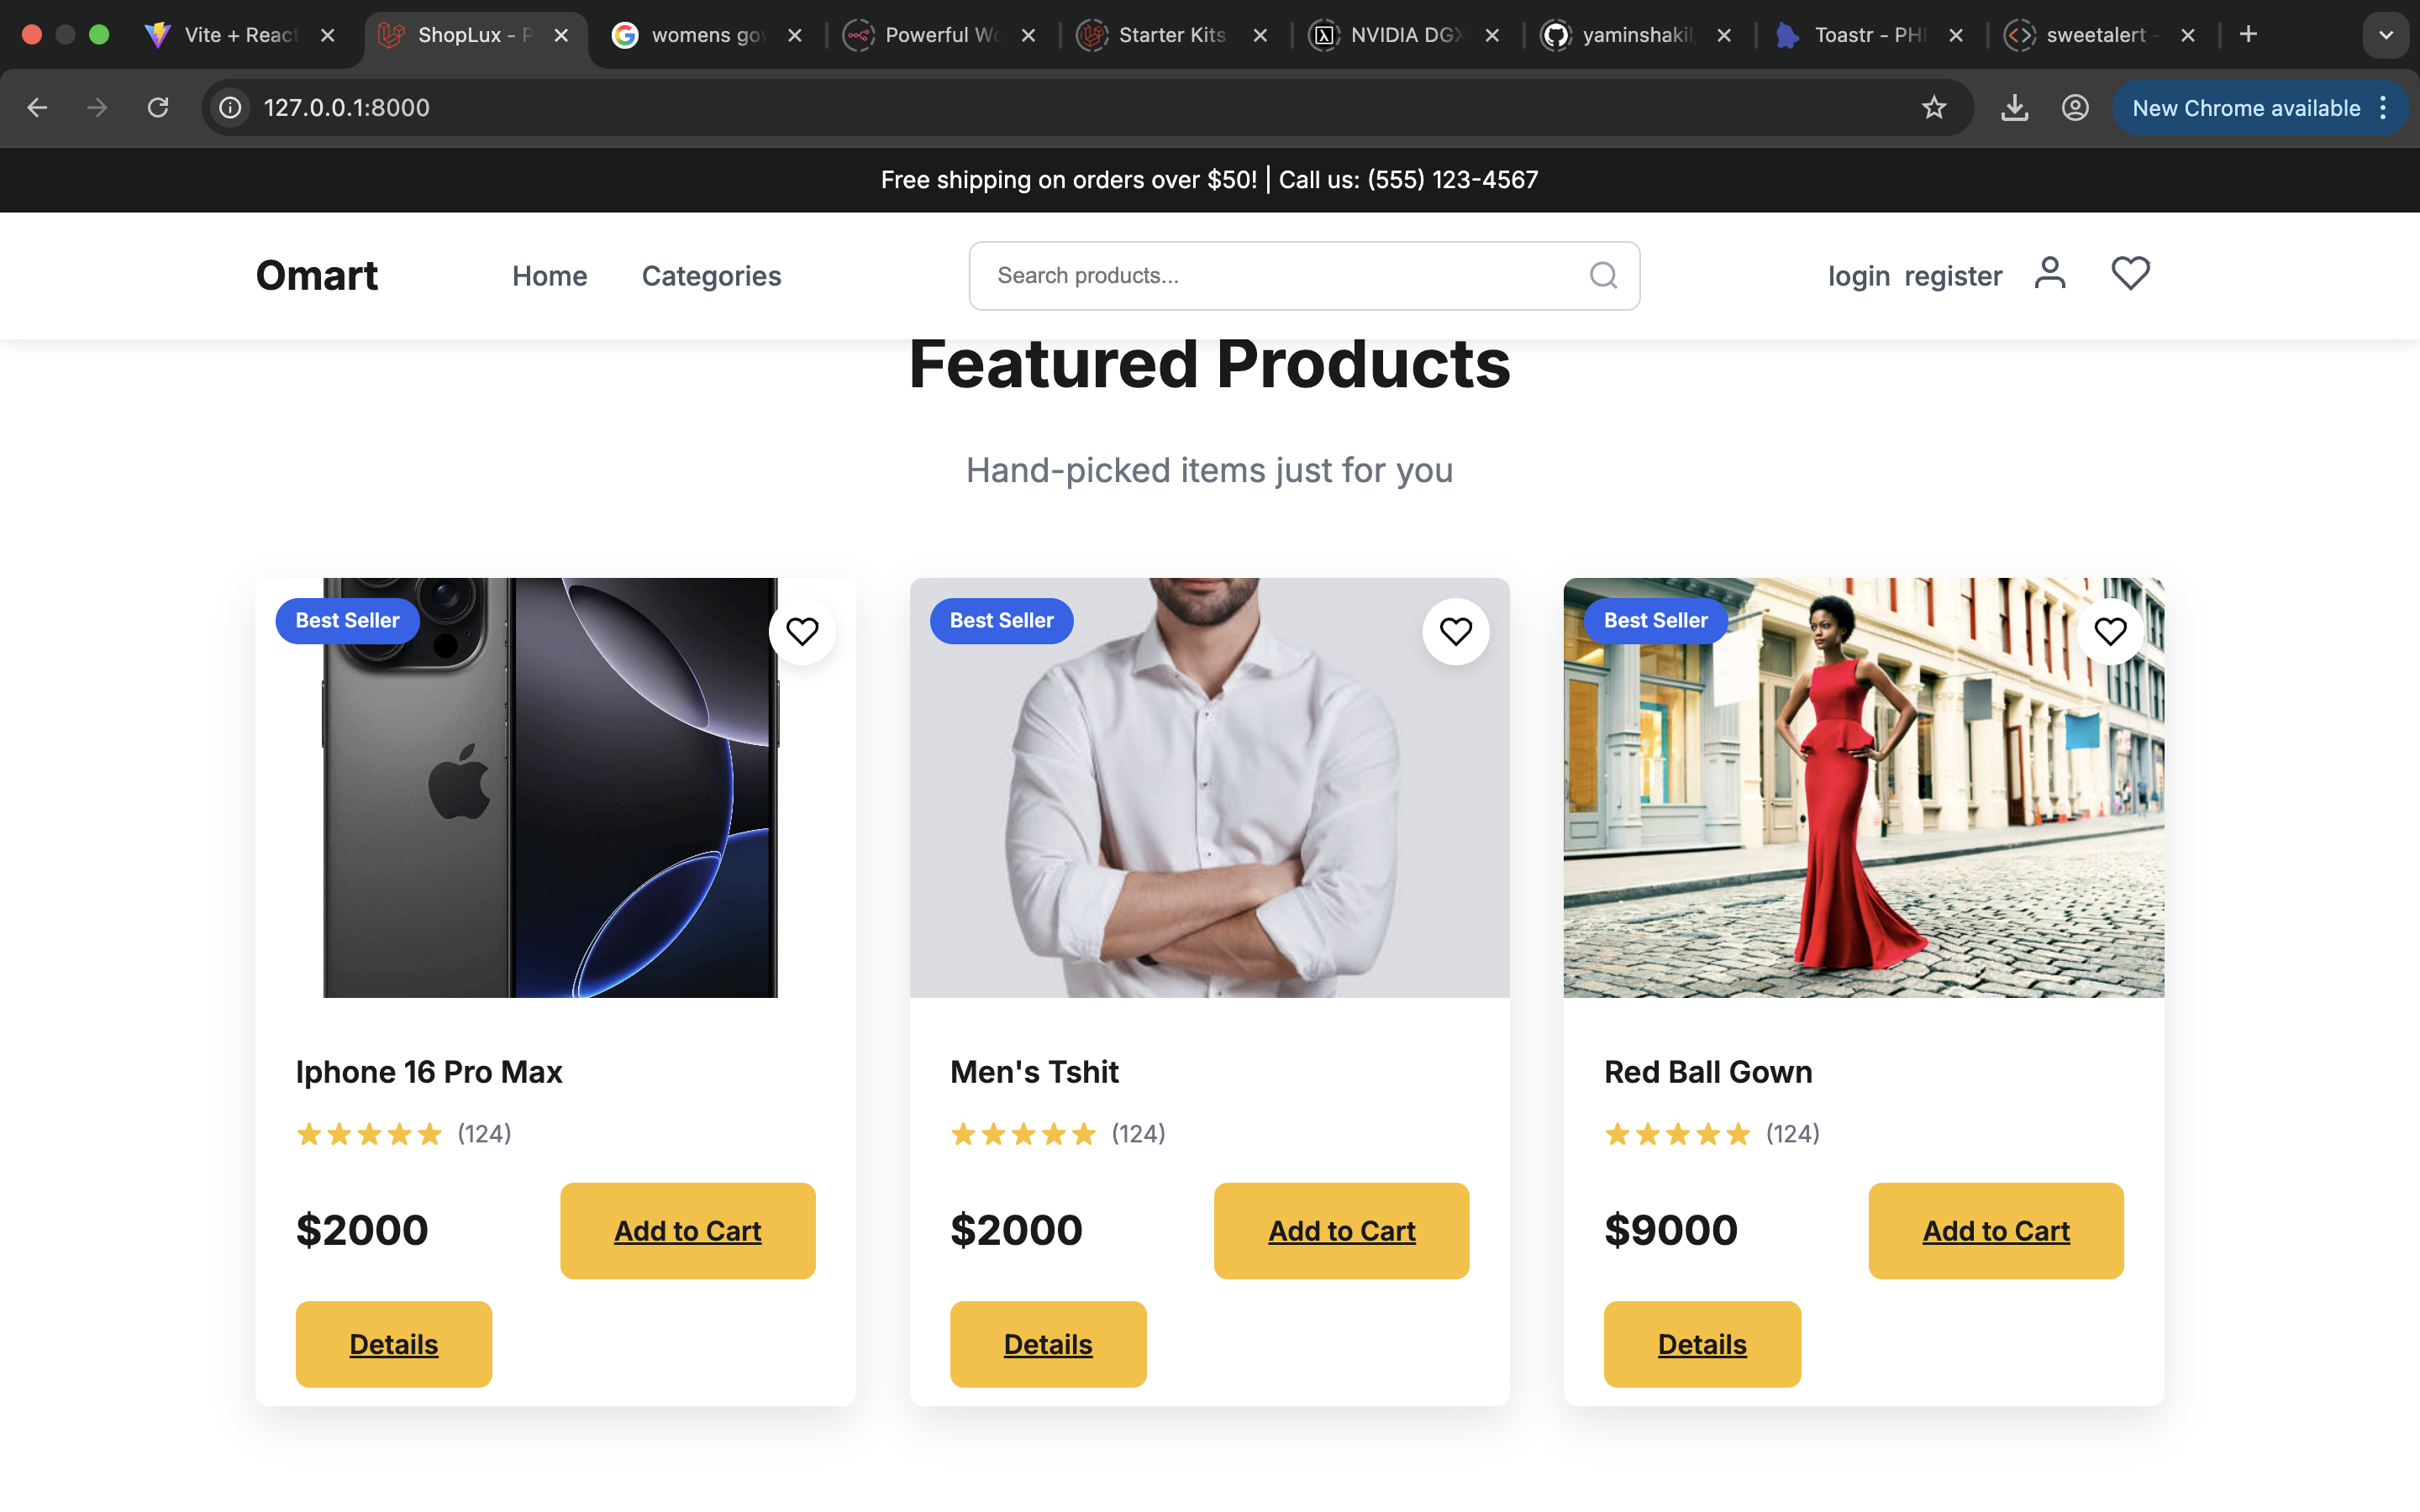 Vite + React
ShopLux - P
womens gow
Powerful Wo
Starter Kits
NVIDIA DGX
yaminshakil
Toastr - PHP
sweetalert -
127.0.0.1:8000
New Chrome available
Free shipping on orders over $50! | Call us: (555) 123-4567
Omart
Home
Categories
Search products...
login register
Featured Products
Hand-picked items just for you
Best Seller
Best Seller
Best Seller
Iphone 16 Pro Max
Men's Tshit
Red Ball Gown
(124)
(124)
(124)
$2000
Add to Cart
$2000
Add to Cart
$9000
Add to Cart
Details
Details
Details